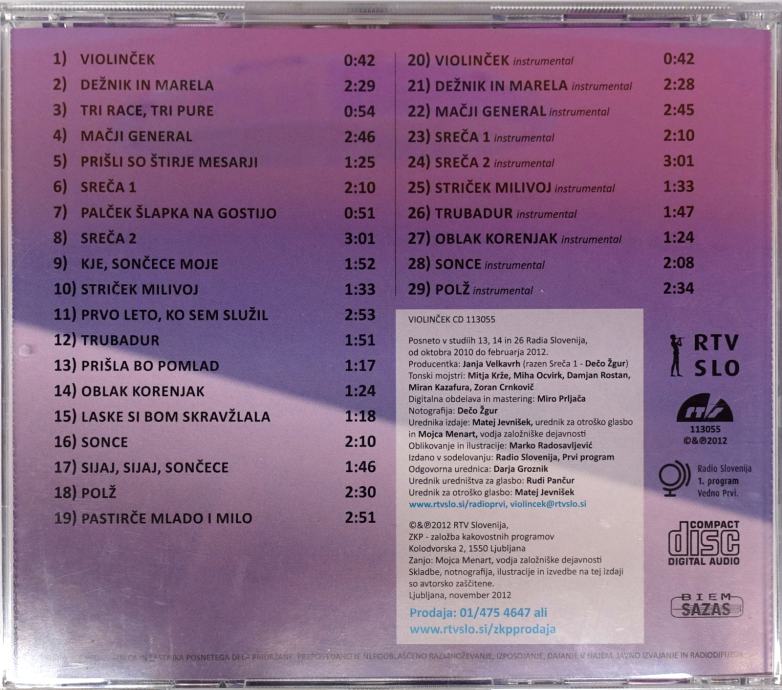 1) VIOLINČEK 0:42
2) DEŽNIK IN MARELA 2:29
3) TRI RACE, TRI PURE 0:54
4) MAČJI GENERAL 2:46
5) PRIŠLI SO ŠTIRJE MESARJI 1:25
6) SREČA 1 2:10
7) PALČEK ŠLAPKA NA GOSTIJO 0:51
8) SREČA 2 3:01
9) KJE, SONČECE MOJE 1:52
10) STRIČEK MILIVOJ 1:33
11) PRVO LETO, KO SEM SLUŽIL 2:53
12) TRUBADUR 1:51
13) PRIŠLA BO POMLAD 1:17
14) OBLAK KORENJAK 1:24
15) LASKE SI BOM SKRAVŽLALA 1:18
16) SONCE 2:10
17) SIJAJ, SIJAJ, SONČECE 1:46
18) POLŽ 2:30
19) PASTIRČE MLADO I MILO 2:51
20) VIOLINČEK instrumental 0:42
21) DEŽNIK IN MARELA instrumental 2:28
22) MAČJI GENERAL instrumental 2:45
23) SREČA 1 instrumental 2:10
24) SREČA 2 instrumental 3:01
25) STRIČEK MILIVOJ instrumental 1:33
26) TRUBADUR instrumental 1:47
27) OBLAK KORENJAK instrumental 1:24
28) SONCE instrumental 2:08
29) POLŽ instrumental 2:34
VIOLINČEK CD 113055
Posneto v studiih 13, 14 in 26 Radia Slovenija,
od oktobra 2010 do februarja 2012.
Producentka: Janja Velkavrh (razen Sreča 1 - Dečo Žgur)
Tonski mojstri: Mitja Krže, Miha Ocvirk, Damjan Rostan,
Miran Kazafura, Zoran Crnkovič
Digitalna obdelava in mastering: Miro Prljača
Notografija: Dečo Žgur
Urednika izdaje: Matej Jevnišek, urednik za otroško glasbo
in Mojca Menart, vodja založniške dejavnosti
Oblikovanje in ilustracije: Marko Radosavljević
Izdano v sodelovanju: Radio Slovenija, Prvi program
Odgovorna urednica: Darja Groznik
Urednik uredništva za glasbo: Rudi Pančur
Urednik za otroško glasbo: Matej Jevnišek
www.rtvslo.si/radioprvi, violincek@rtvslo.si
©&℗2012 RTV Slovenija,
ZKP - založba kakovostnih programov
Kolodvorska 2, 1550 Ljubljana
Zanjo: Mojca Menart, vodja založniške dejavnosti
Skladbe, notnografija, ilustracije in izvedbe na tej izdaji
so avtorsko zaščitene.
Ljubljana, november 2012
Prodaja: 01/475 4647 ali
www.rtvslo.si/zkpprodaja
RTV
SLO
113055
©&℗2012
Radio Slovenija
1. program
Vedno Prvi.
COMPACT
disc
DIGITAL AUDIO
BIEM
SAZAS
POSNETEGA DELA PRIDRŽANE. PREPOVEDANO JE NEPOOBLAŠČENO RAZMNOŽEVANJE, IZPOSOJANJE, DAJANJE V NAJEM, JAVNO IZVAJANJE IN RADIODIFUZIJA